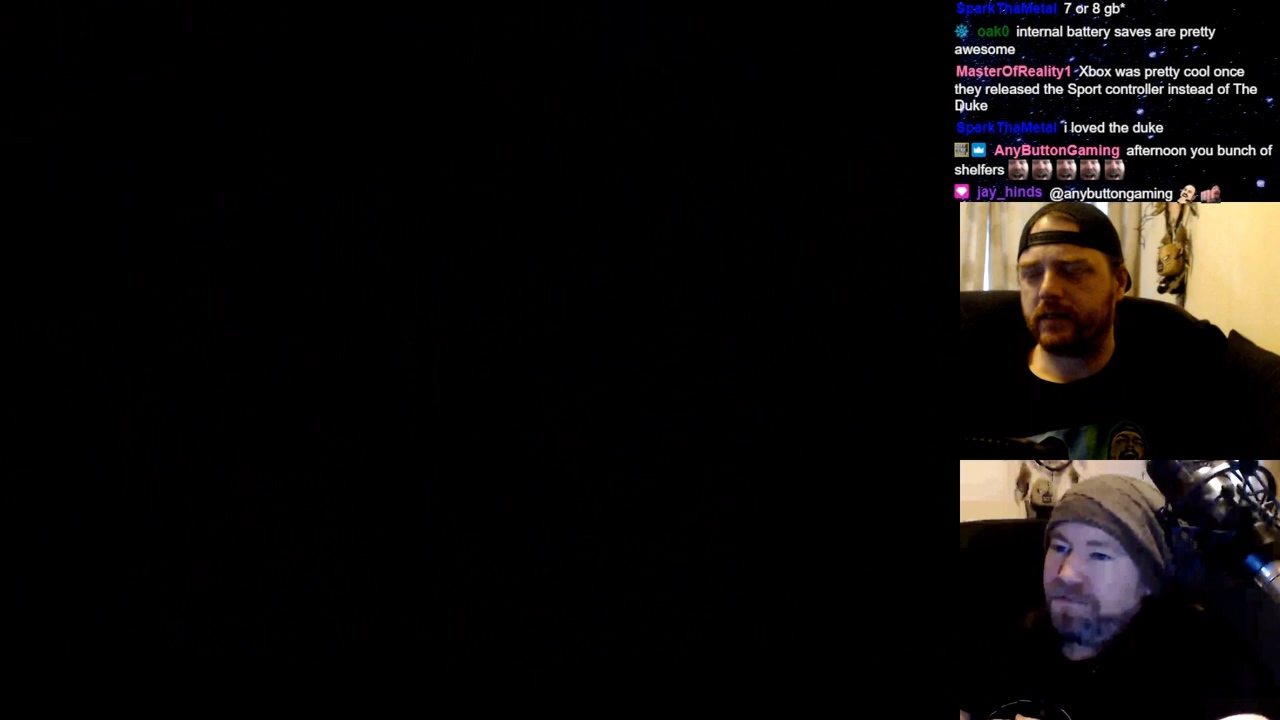 SparkThaMetal 7 or 8 gb*
oak0 internal battery saves are pretty
awesome
MasterOfReality1 Xbox was pretty cool once
they released the Sport controller instead of The
Duke
SparkThaMetal i loved the duke
AnyButtonGaming afternoon you bunch of
shelfers
jay_hinds @anybuttongaming